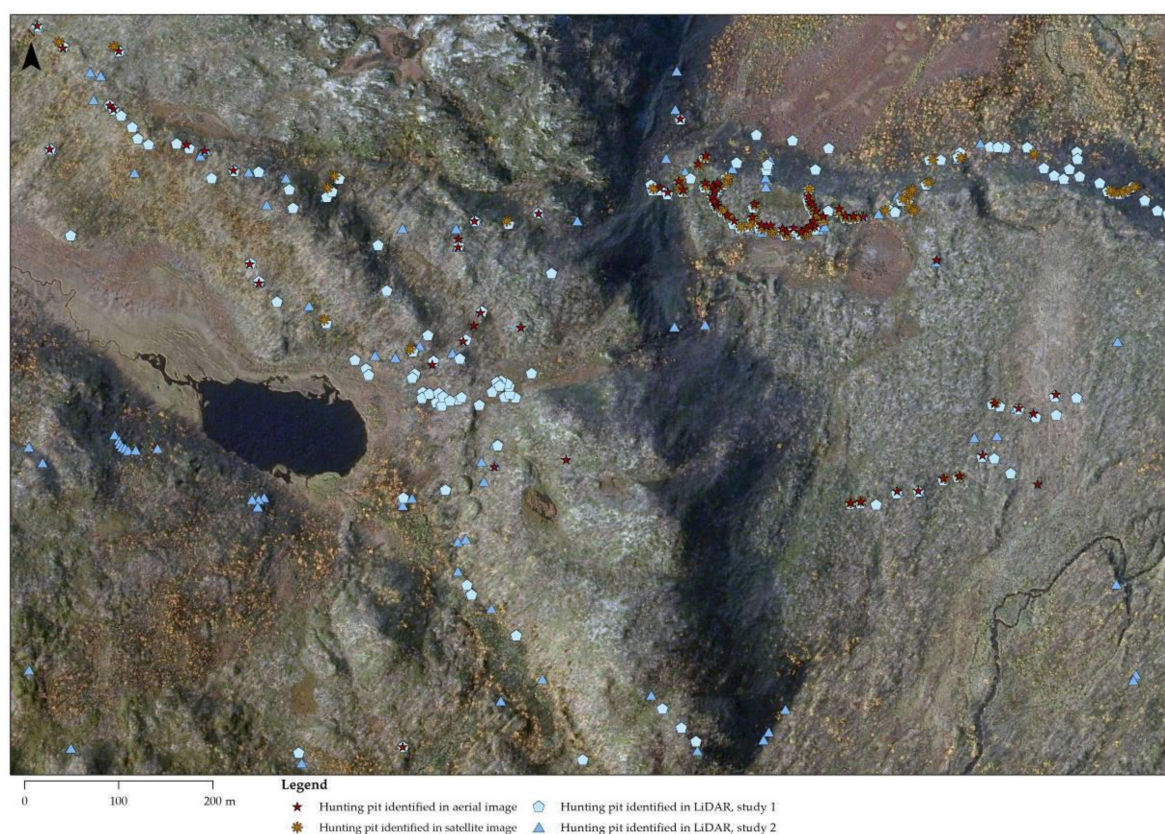 0 100 200 m
Legend
Hunting pit identified in aerial image Hunting pit identified in LiDAR, study 1
Hunting pit identified in satellite image Hunting pit identified in LiDAR, study 2